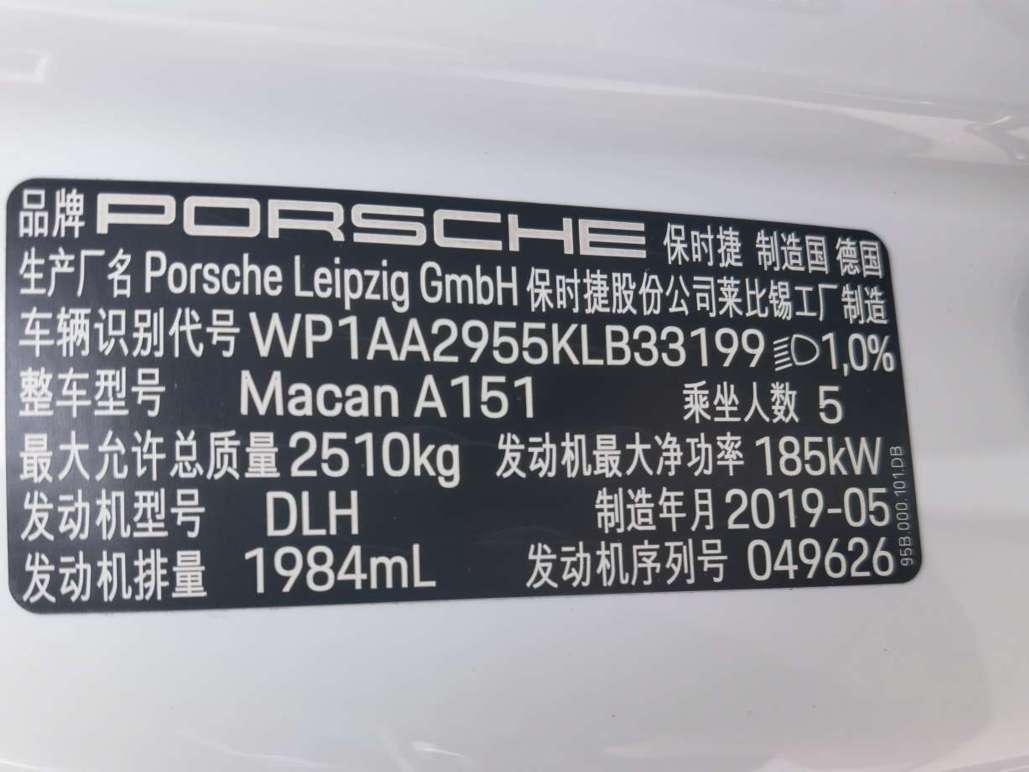 品牌 PORSCHE 保时捷 制造国 德国
生产厂名 Porsche Leipzig GmbH 保时捷股份公司莱比锡工厂制造
车辆识别代号 WP1AA2955KLB33199 1,0%
整车型号 Macan A151 乘坐人数 5
最大允许总质量 2510kg 发动机最大净功率 185kW
发动机型号 DLH 制造年月 2019-05
发动机排量 1984mL 发动机序列号 049626
95B.000.101.DB